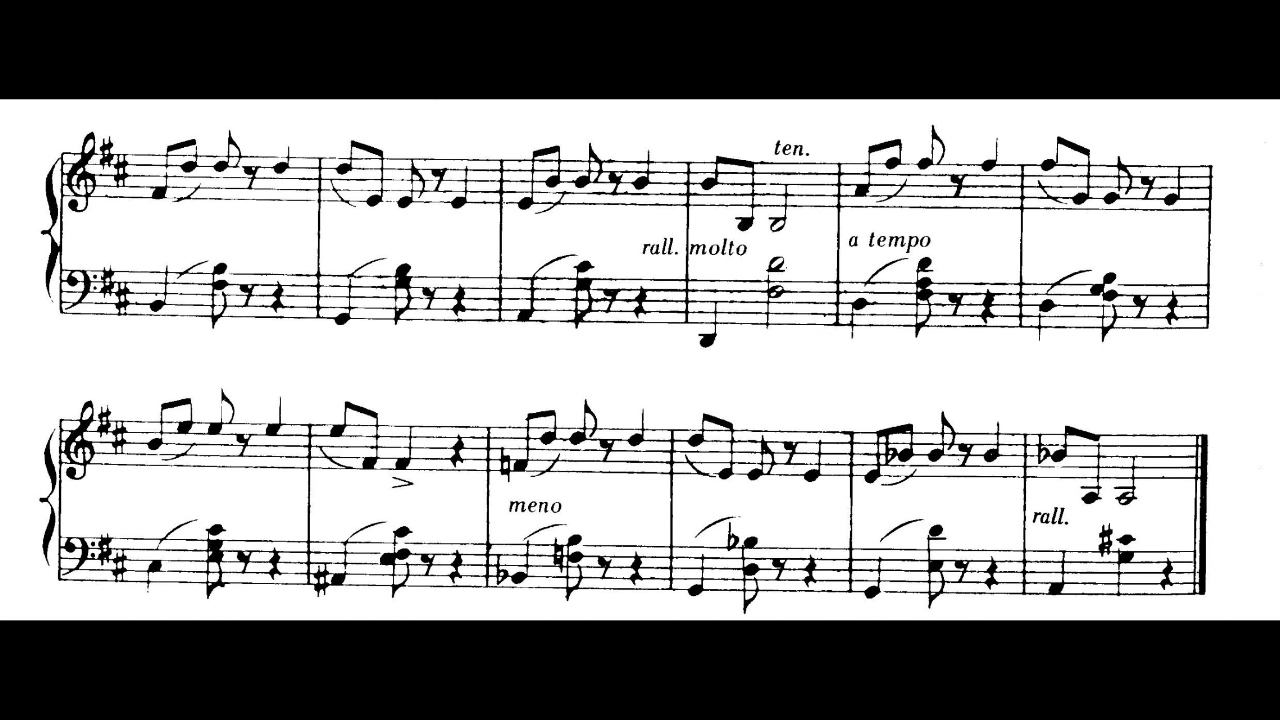 ten.
rall. molto
a tempo
meno
rall.